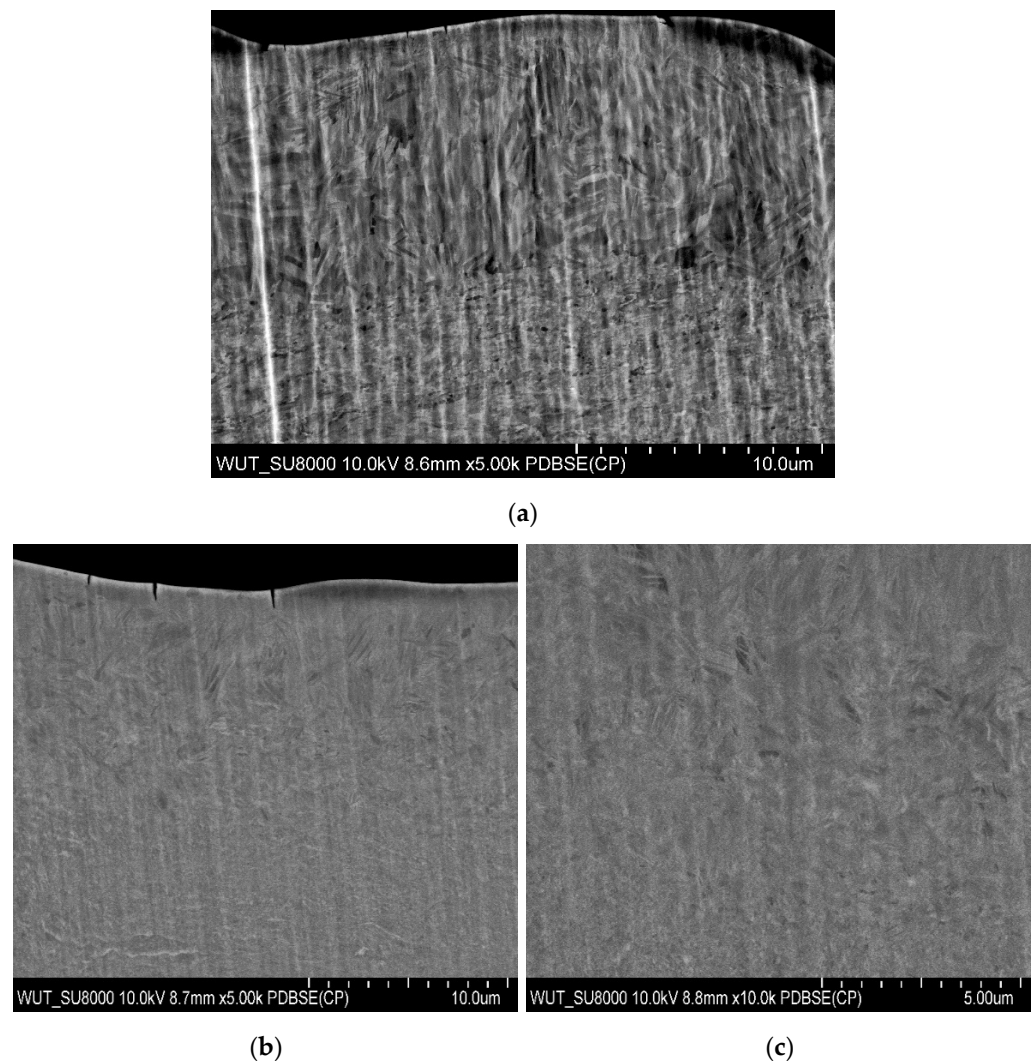 WUT_SU8000 10.0kV 8.6mm x5.00k PDBSE(CP) 10.0um
(a)
WUT_SU8000 10.0kV 8.7mm x5.00k PDBSE(CP) 10.0um
WUT_SU8000 10.0kV 8.8mm x10.0k PDBSE(CP) 5.00um
(b)
(c)